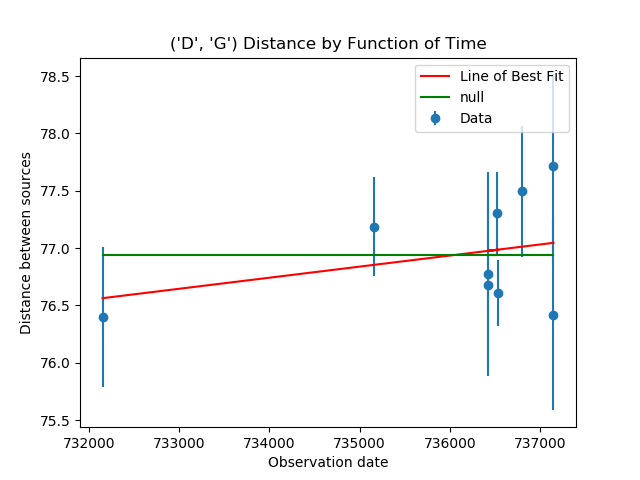 ('D', 'G') Distance by Function of Time
Distance between sources
78.5
78.0
77.5
77.0
76.5
76.0
75.5
Line of Best Fit
null
Data
732000 733000 734000 735000 736000 737000
Observation date